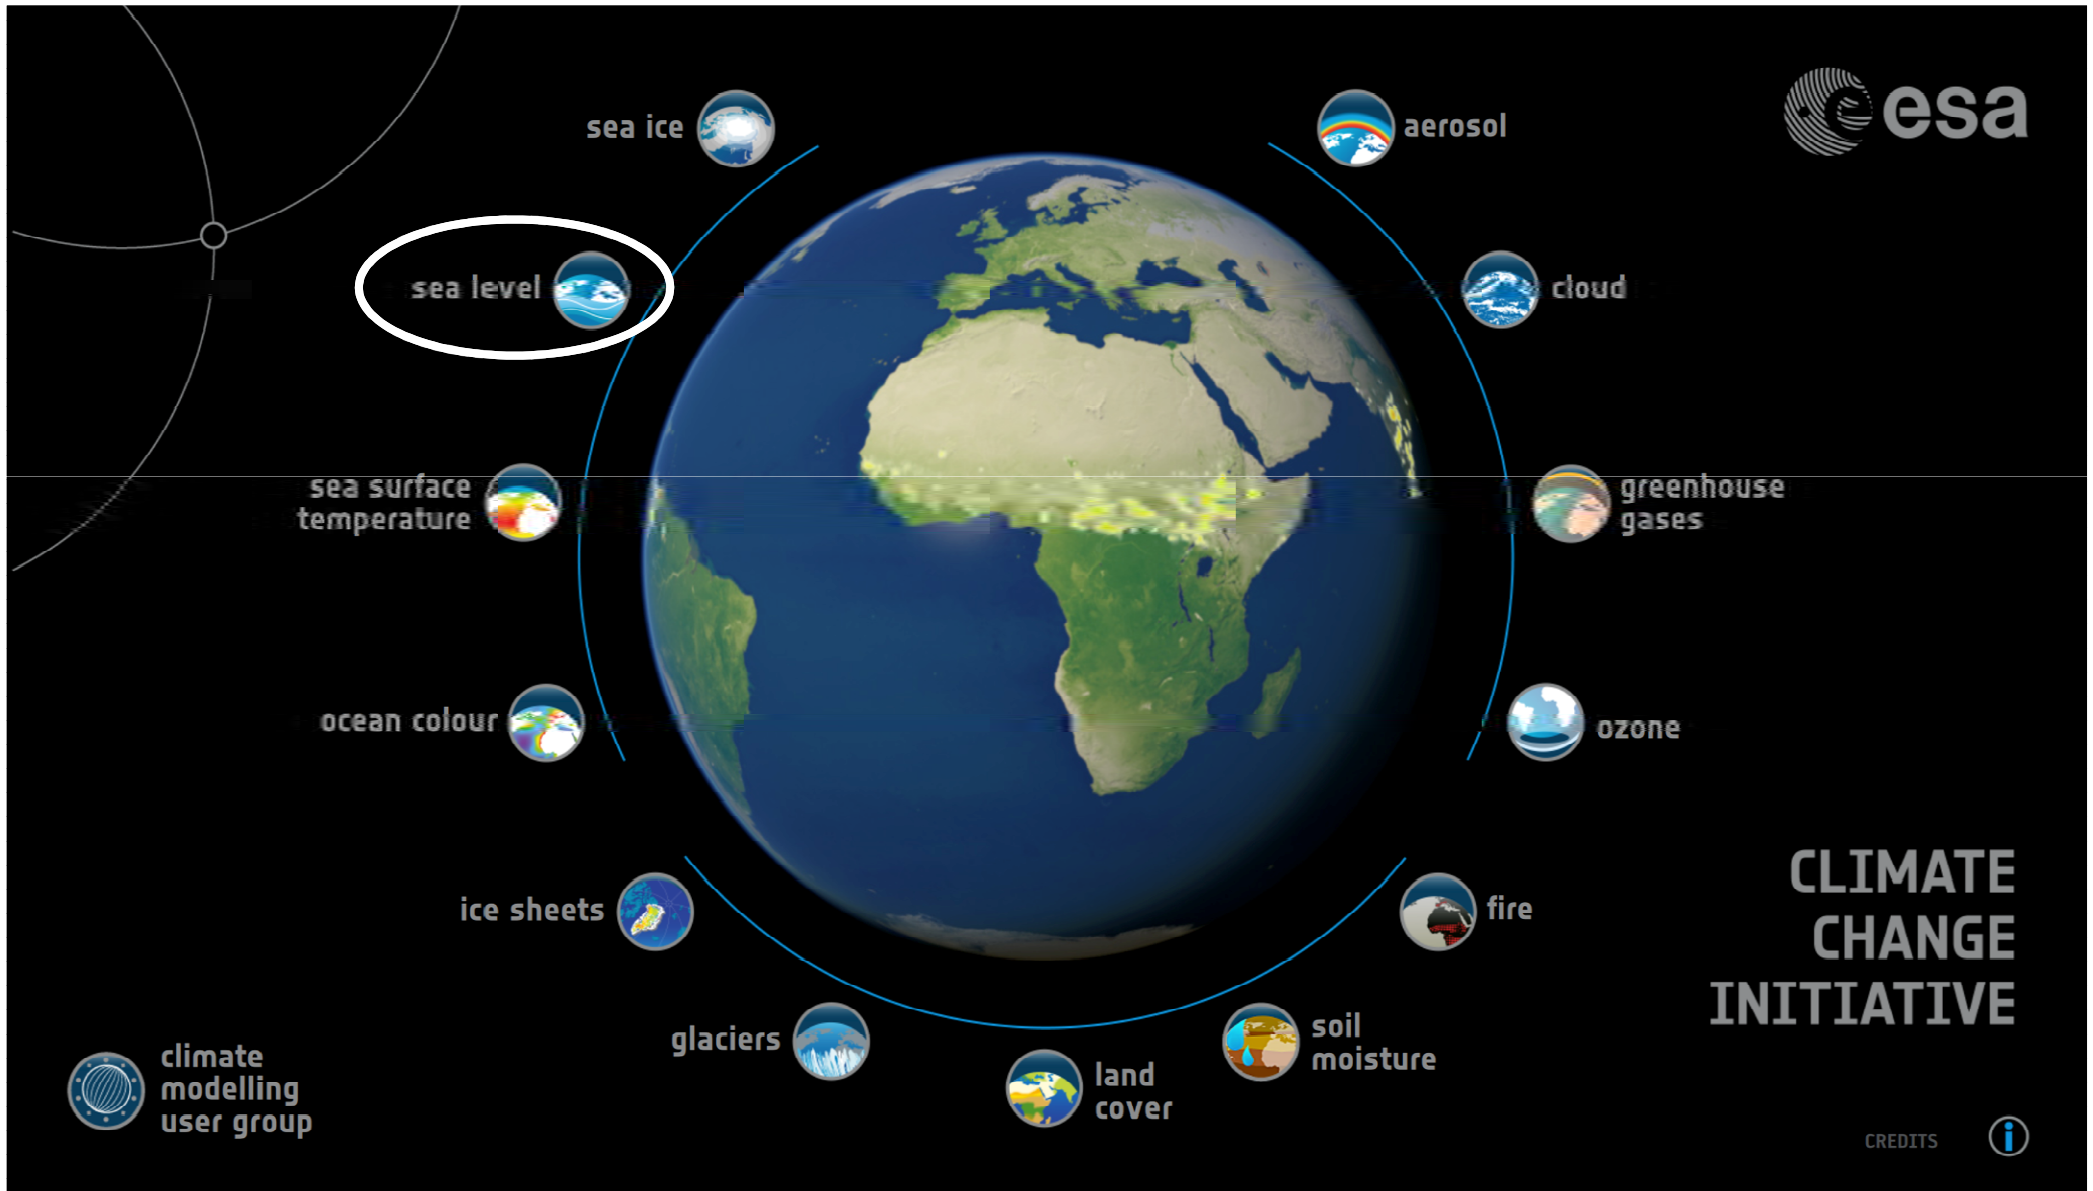 sea ice
aerosol
esa
sea level
cloud
sea surface
temperature
greenhouse
gases
ocean colour
ozone
ice sheets
fire
CLIMATE
CHANGE
INITIATIVE
glaciers
soil
moisture
land
cover
climate
modelling
user group
CREDITS
i